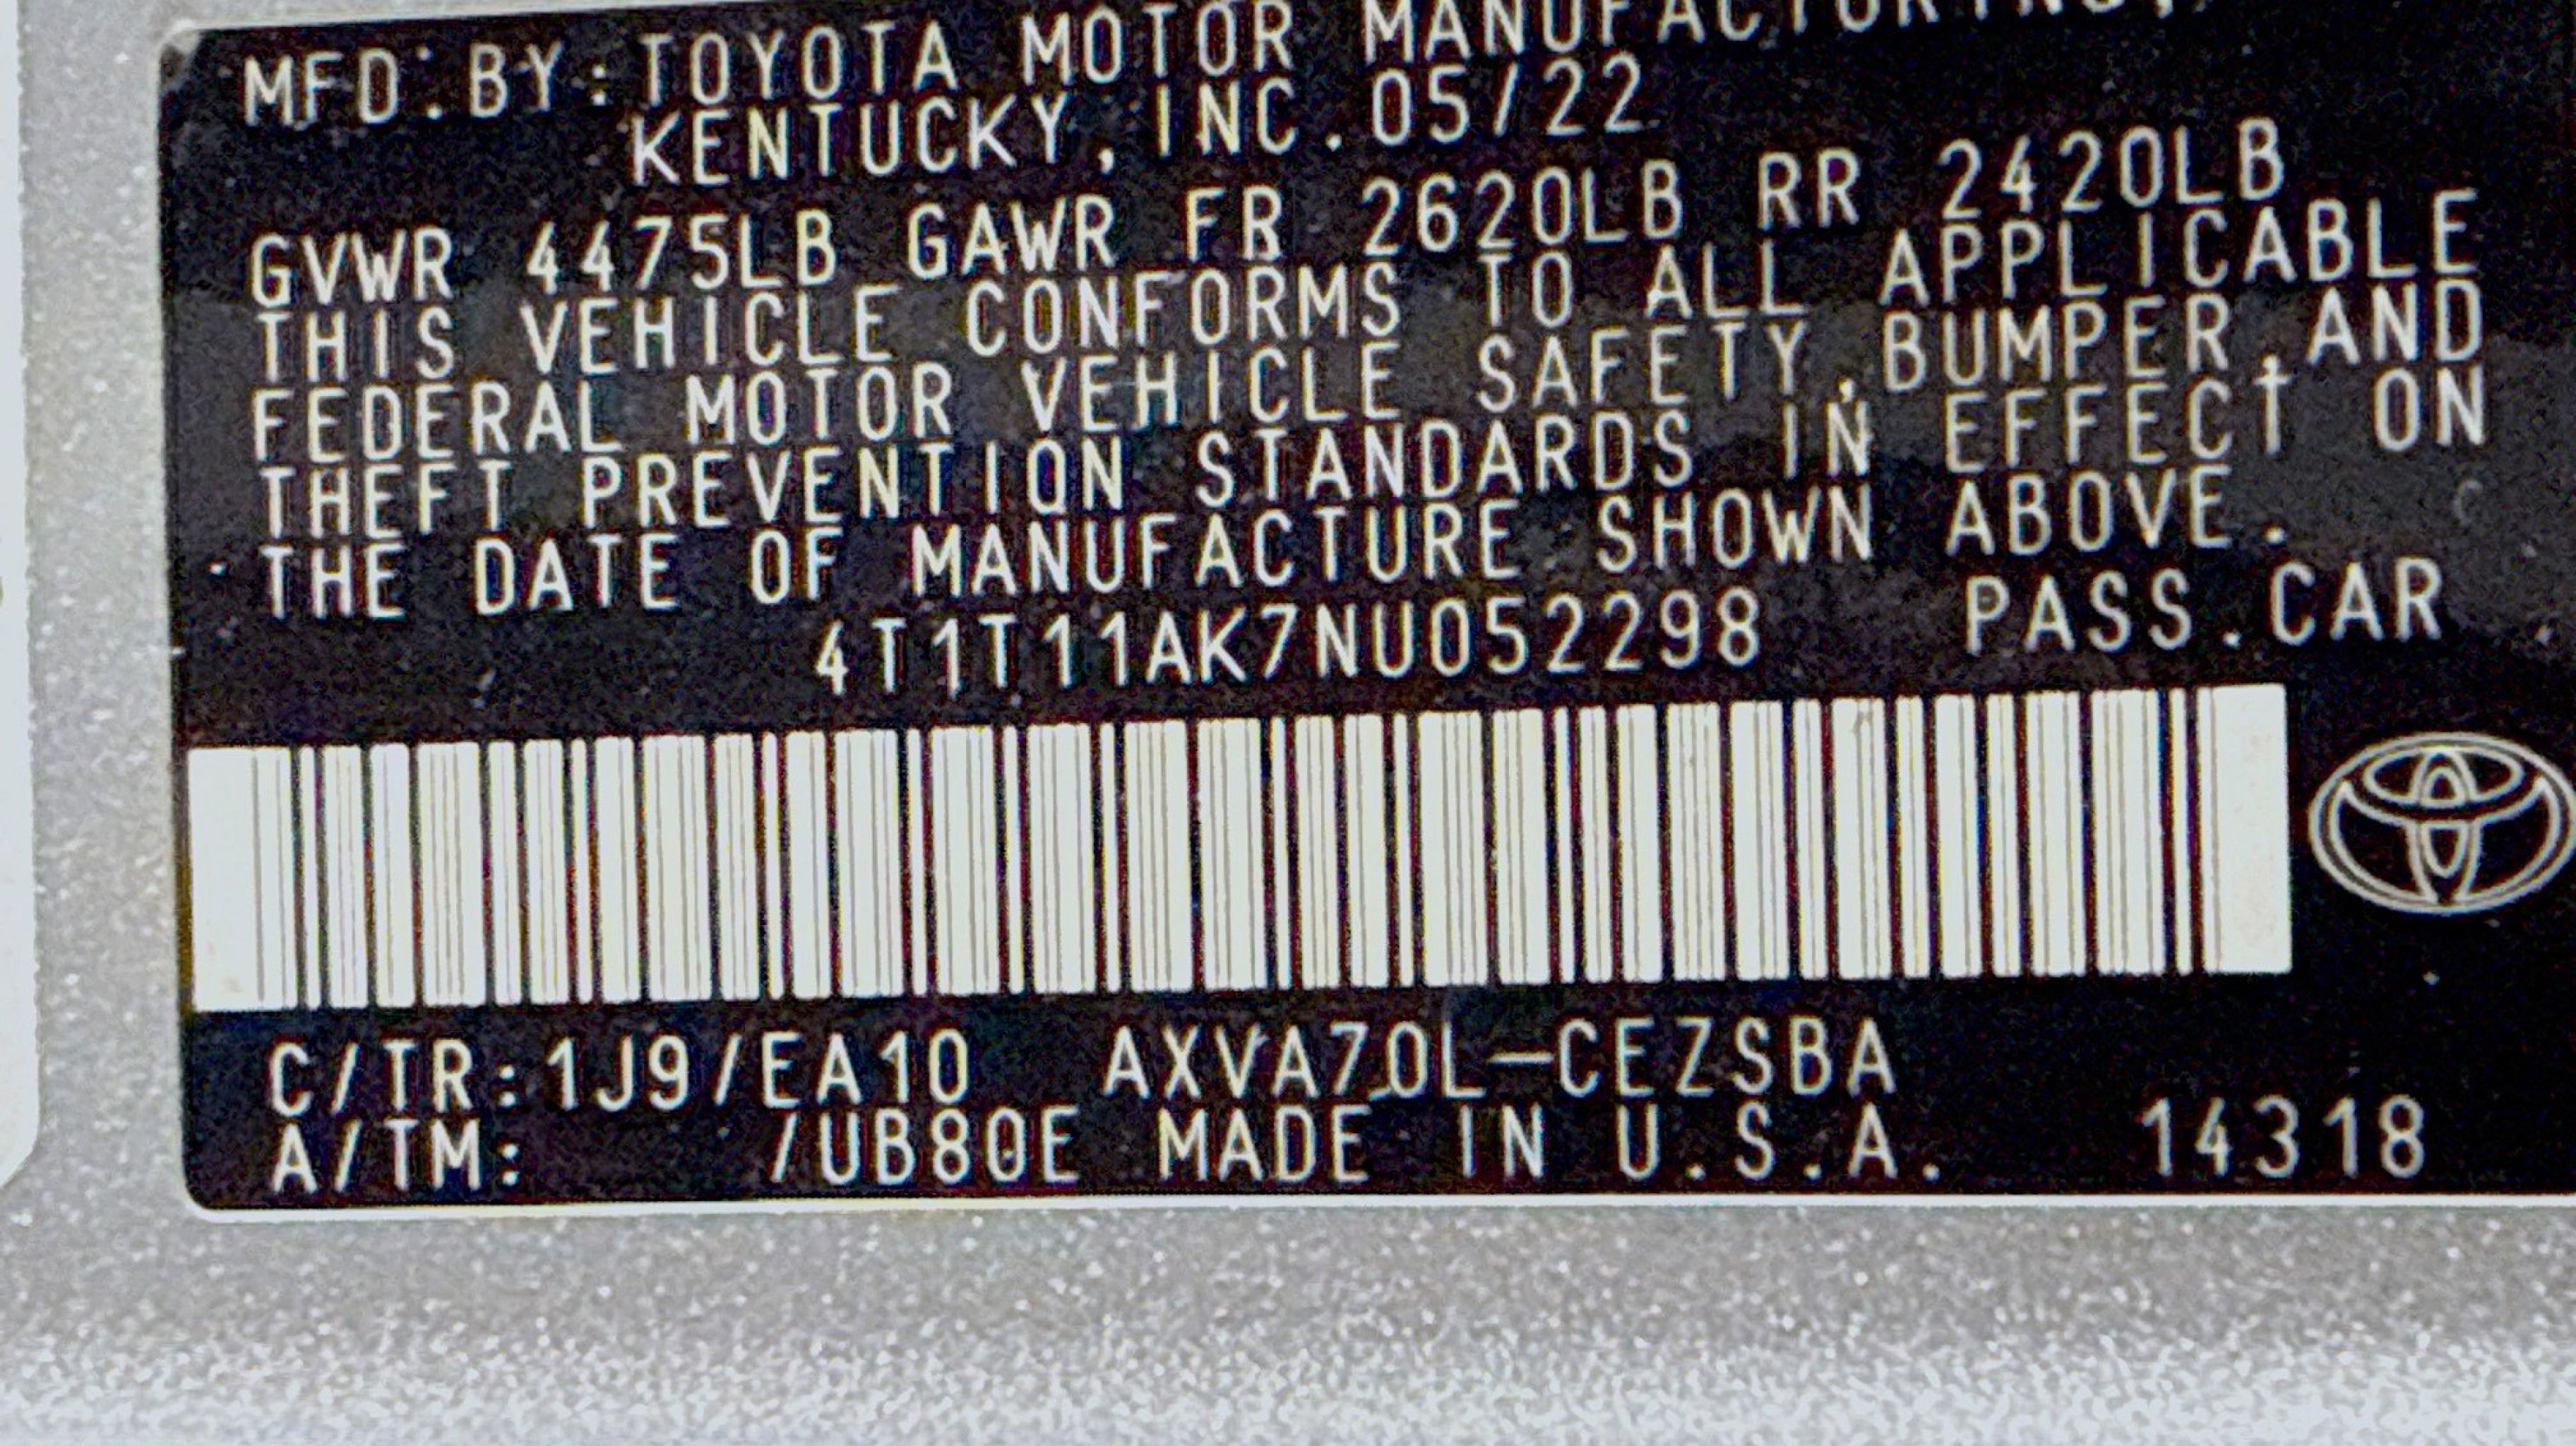 MFD. BY: TOYOTA MOTOR MANUFACTURING,
KENTUCKY, INC. 05/22
GVWR 4475LB GAWR FR 2620LB RR 2420LB
THIS VEHICLE CONFORMS TO ALL APPLICABLE
FEDERAL MOTOR VEHICLE SAFETY, BUMPER, AND
THEFT PREVENTION STANDARDS IN EFFECT ON
THE DATE OF MANUFACTURE SHOWN ABOVE.
4T1T11AK7NU052298 PASS. CAR
C/TR: 1J9/EA10 AXVA70L-CEZSBA
A/TM: /UB80E MADE IN U.S.A. 14318